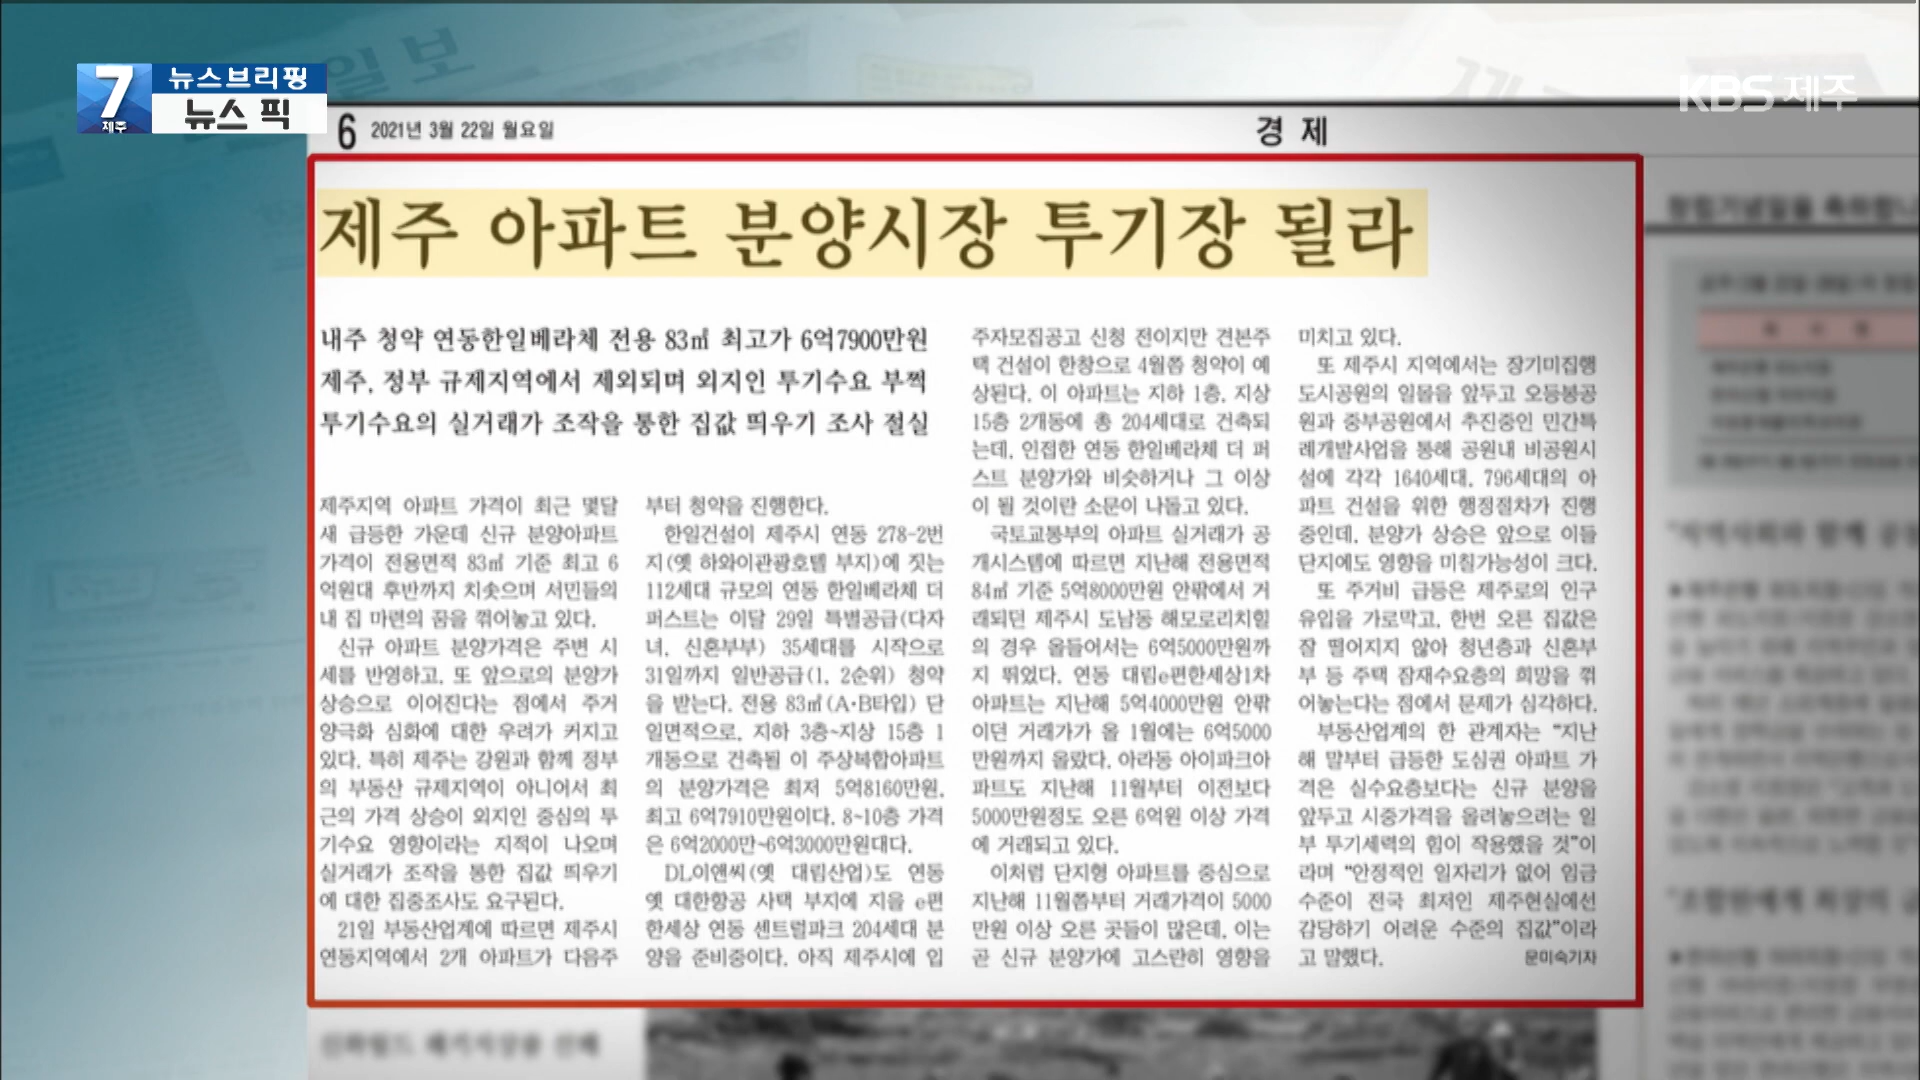 7
제주
뉴스브리핑
뉴스 픽
일보
KBS 제주
6 2021년 3월 22일 월요일
경 제
제주 아파트 분양시장 투기장 될라
내주 청약 연동한일베라체 전용 83㎡ 최고가 6억7900만원
제주, 정부 규제지역에서 제외되며 외지인 투기수요 부쩍
투기수요의 실거래가 조작을 통한 집값 띄우기 조사 절실
제주지역 아파트 가격이 최근 몇달
새 급등한 가운데 신규 분양아파트
가격이 전용면적 83㎡ 기준 최고 6
억원대 후반까지 치솟으며 서민들의
내 집 마련의 꿈을 꺾어놓고 있다.
신규 아파트 분양가격은 주변 시
세를 반영하고, 또 앞으로의 분양가
상승으로 이어진다는 점에서 주거
양극화 심화에 대한 우려가 커지고
있다. 특히 제주는 강원과 함께 정부
의 부동산 규제지역이 아니어서 최
근의 가격 상승이 외지인 중심의 투
기수요 영향이라는 지적이 나오며
실거래가 조작을 통한 집값 띄우기
에 대한 집중조사도 요구된다.
21일 부동산업계에 따르면 제주시
연동지역에서 2개 아파트가 다음주
부터 청약을 진행한다.
한일건설이 제주시 연동 278-2번
지(옛 하와이관광호텔 부지)에 짓는
112세대 규모의 연동 한일베라체 더
퍼스트는 이달 29일 특별공급(다자
녀, 신혼부부) 35세대를 시작으로
31일까지 일반공급(1, 2순위) 청약
을 받는다. 전용 83㎡(A·B타입) 단
일면적으로, 지하 3층~지상 15층 1
개동으로 건축될 이 주상복합아파트
의 분양가격은 최저 5억8160만원,
최고 6억7910만원이다. 8~10층 가격
은 6억2000만~6억3000만원대다.
DL이앤씨(옛 대림산업)도 연동
옛 대한항공 사택 부지에 지을 e편
한세상 연동 센트럴파크 204세대 분
양을 준비중이다. 아직 제주시에 입
주자모집공고 신청 전이지만 견본주
택 건설이 한창으로 4월쯤 청약이 예
상된다. 이 아파트는 지하 1층, 지상
15층 2개동에 총 204세대로 건축되
는데, 인접한 연동 한일베라체 더 퍼
스트 분양가와 비슷하거나 그 이상
이 될 것이란 소문이 나돌고 있다.
국토교통부의 아파트 실거래가 공
개시스템에 따르면 지난해 전용면적
84㎡ 기준 5억8000만원 안팎에서 거
래되던 제주시 도남동 해모로리치힐
의 경우 올들어서는 6억5000만원까
지 뛰었다. 연동 대림e편한세상1차
아파트는 지난해 5억4000만원 안팎
이던 거래가가 올 1월에는 6억5000
만원까지 올랐다. 아라동 아이파크아
파트도 지난해 11월부터 이전보다
5000만원정도 오른 6억원 이상 가격
에 거래되고 있다.
이처럼 단지형 아파트를 중심으로
지난해 11월쯤부터 거래가격이 5000
만원 이상 오른 곳들이 많은데, 이는
곧 신규 분양가에 고스란히 영향을
미치고 있다.
또 제주시 지역에서는 장기미집행
도시공원의 일몰을 앞두고 오등봉공
원과 중부공원에서 추진중인 민간특
례개발사업을 통해 공원내 비공원시
설에 각각 1640세대, 796세대의 아
파트 건설을 위한 행정절차가 진행
중인데, 분양가 상승은 앞으로 이들
단지에도 영향을 미칠가능성이 크다.
또 주거비 급등은 제주로의 인구
유입을 가로막고, 한번 오른 집값은
잘 떨어지지 않아 청년층과 신혼부
부 등 주택 잠재수요층의 희망을 꺾
어놓는다는 점에서 문제가 심각하다.
부동산업계의 한 관계자는 "지난
해 말부터 급등한 도심권 아파트 가
격은 실수요층보다는 신규 분양을
앞두고 시중가격을 올려놓으려는 일
부 투기세력의 힘이 작용했을 것"이
라며 "안정적인 일자리가 없어 임금
수준이 전국 최저인 제주현실에선
감당하기 어려운 수준의 집값"이라
고 말했다. 문미숙기자